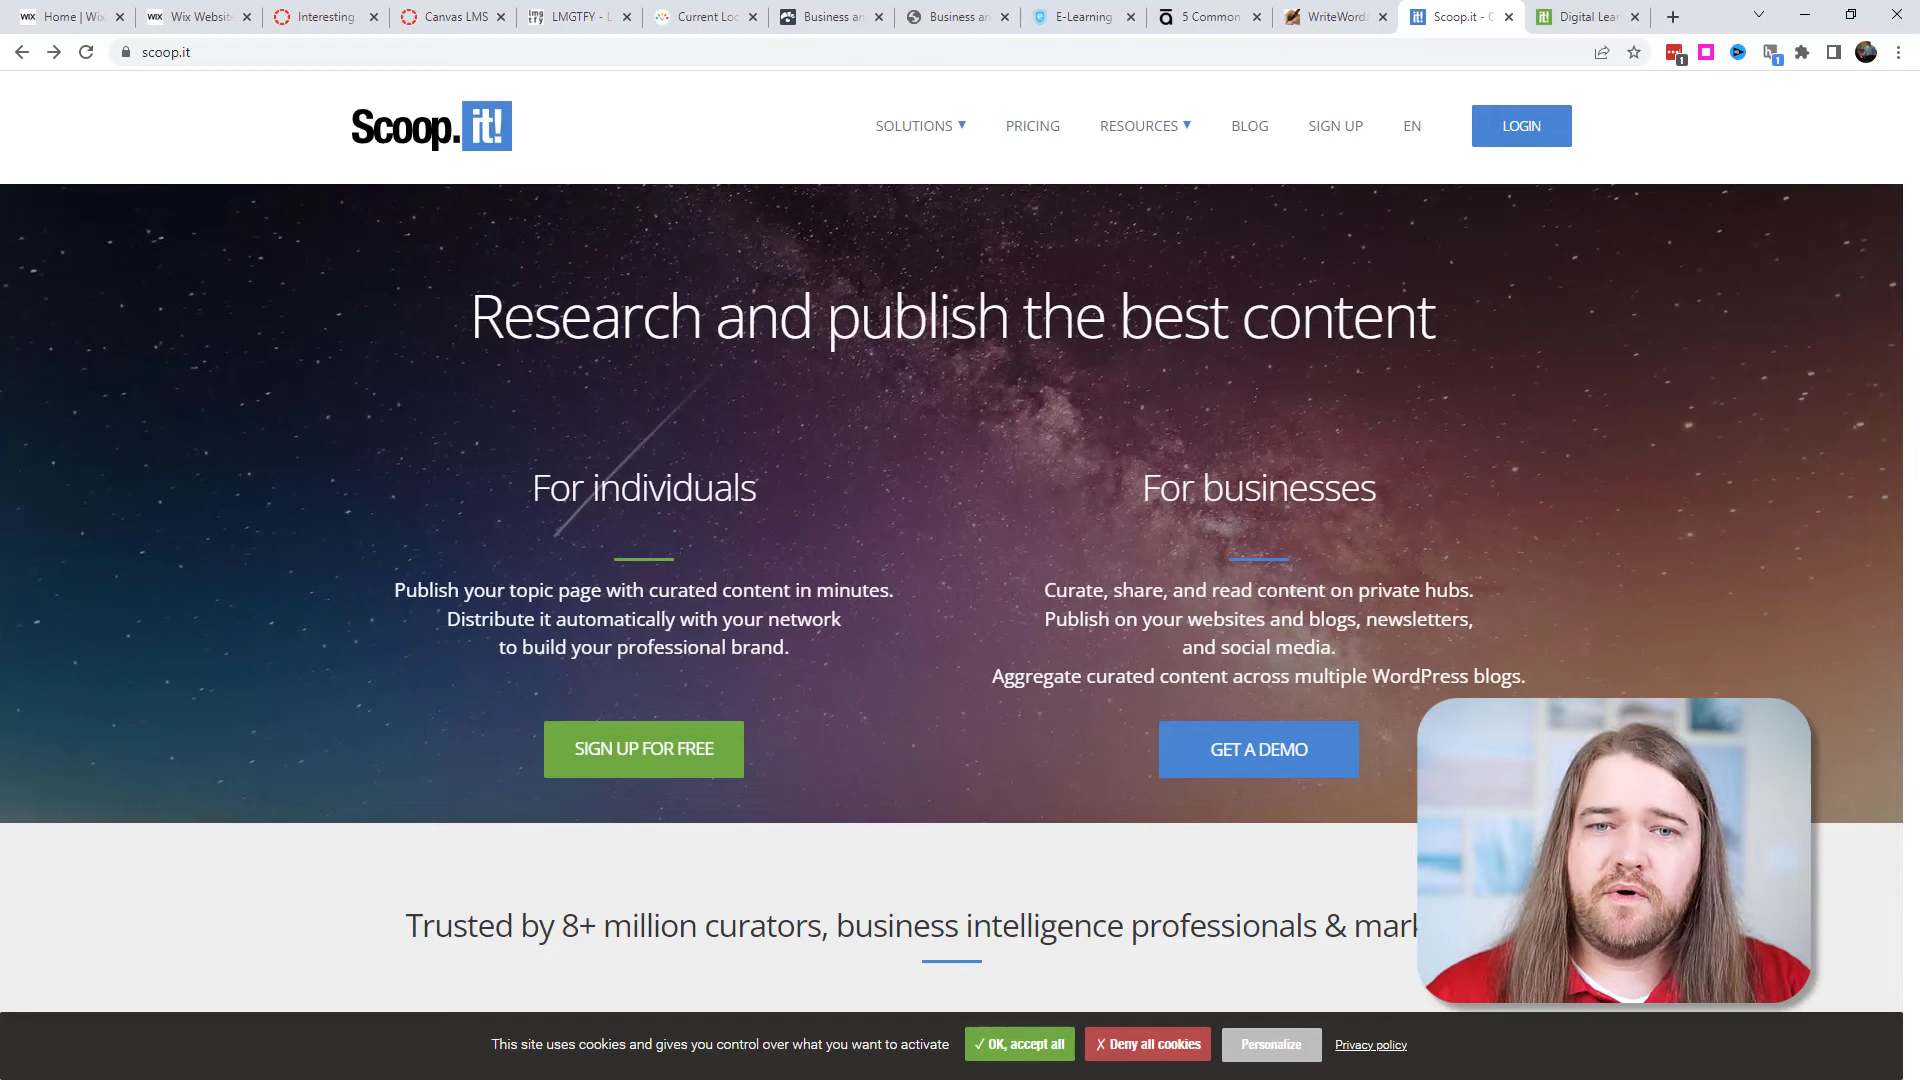 Home | Wix
Wix Website
Interesting
Canvas LMS
LMGTFY - L
Current Loc
Business an
Business an
E-Learning
5 Common
WriteWords
Scoop.it - C
Digital Lear
scoop.it
Scoop.it!
SOLUTIONS
PRICING
RESOURCES
BLOG
SIGN UP
EN
LOGIN
Research and publish the best content
For individuals
Publish your topic page with curated content in minutes.
Distribute it automatically with your network
to build your professional brand.
SIGN UP FOR FREE
For businesses
Curate, share, and read content on private hubs.
Publish on your websites and blogs, newsletters,
and social media.
Aggregate curated content across multiple WordPress blogs.
GET A DEMO
Trusted by 8+ million curators, business intelligence professionals & mark
This site uses cookies and gives you control over what you want to activate
✓ OK, accept all
✗ Deny all cookies
Personalize
Privacy policy